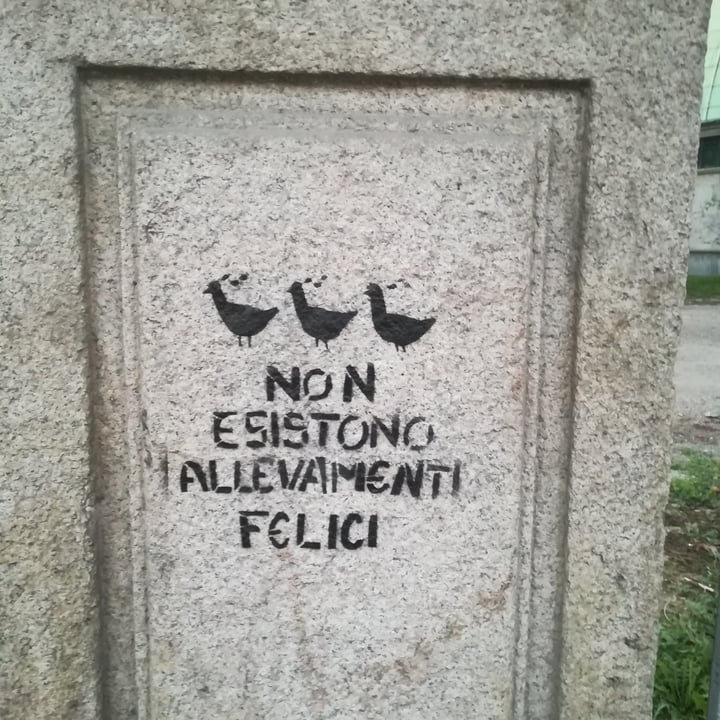 NON
ESISTONO
ALLEVAMENTI
FELICI